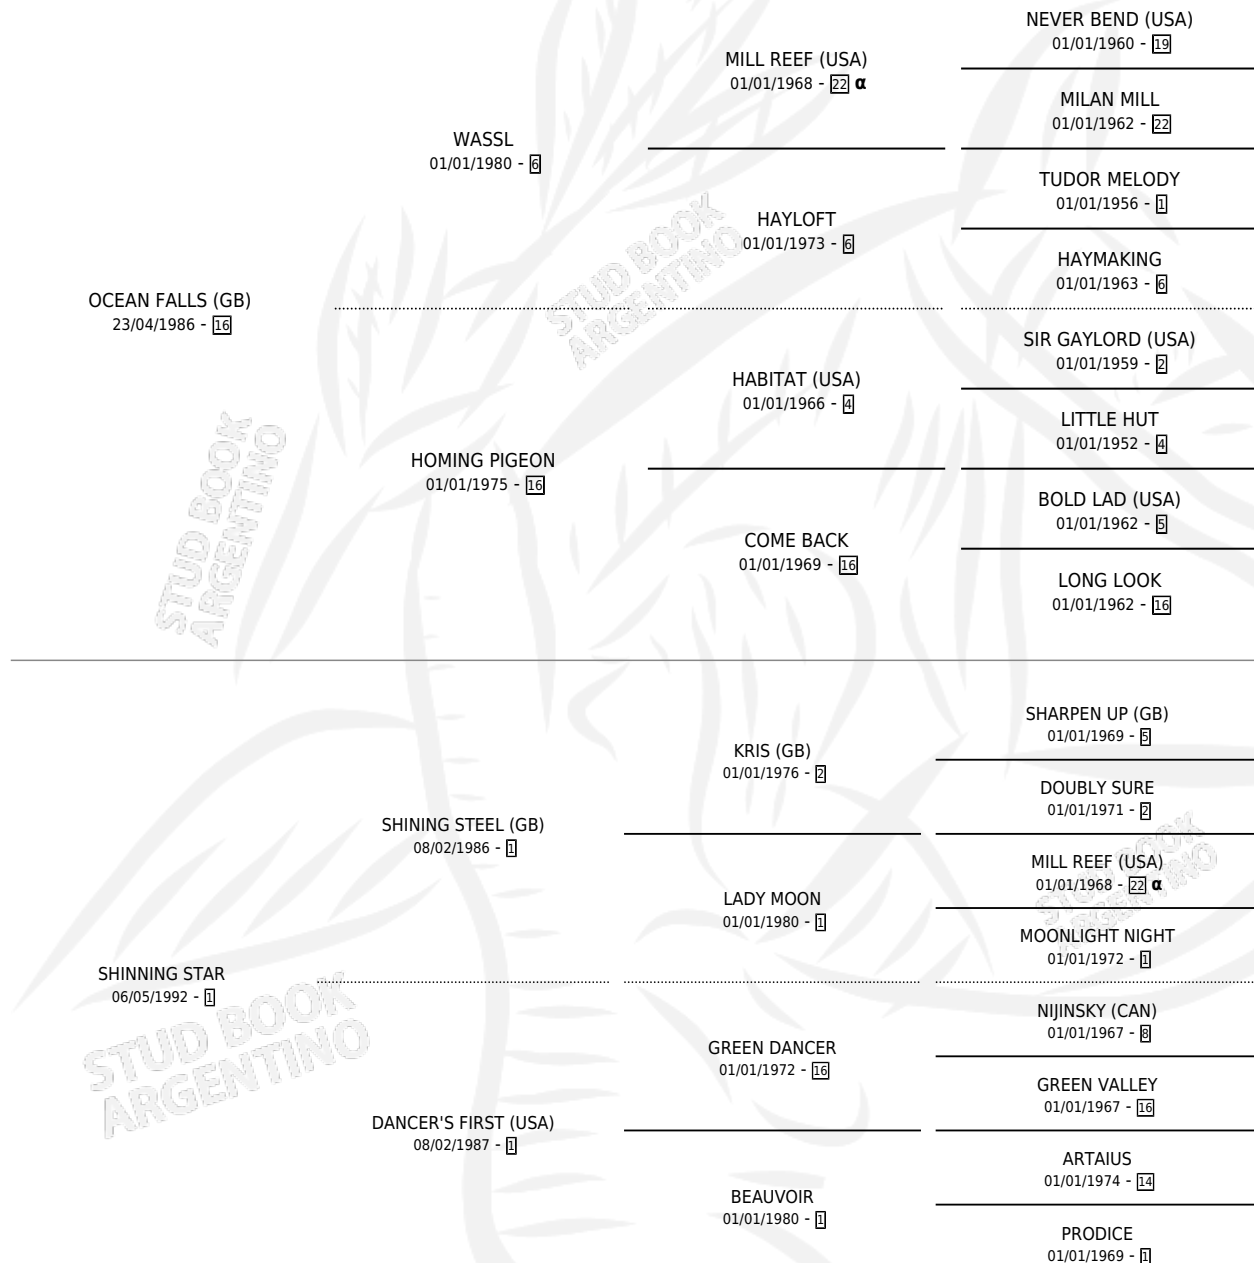 OCEAN FALLS (GB)
23/04/1986 - 16
WASSL
01/01/1980 - 6
HOMING PIGEON
01/01/1975 - 16
MILL REEF (USA)
01/01/1968 - 22 α
HAYLOFT
01/01/1973 - 6
HABITAT (USA)
01/01/1966 - 4
COME BACK
01/01/1969 - 16
NEVER BEND (USA)
01/01/1960 - 19
MILAN MILL
01/01/1962 - 22
TUDOR MELODY
01/01/1956 - 1
HAYMAKING
01/01/1963 - 6
SIR GAYLORD (USA)
01/01/1959 - 2
LITTLE HUT
01/01/1952 - 4
BOLD LAD (USA)
01/01/1962 - 5
LONG LOOK
01/01/1962 - 16
STUD BOOK
ARGENTINO
STUD BOOK
ARGENTINO
SHINNING STAR
06/05/1992 - 1
SHINING STEEL (GB)
08/02/1986 - 1
DANCER'S FIRST (USA)
08/02/1987 - 1
KRIS (GB)
01/01/1976 - 2
LADY MOON
01/01/1980 - 1
GREEN DANCER
01/01/1972 - 16
BEAUVOIR
01/01/1980 - 1
SHARPEN UP (GB)
01/01/1969 - 5
DOUBLY SURE
01/01/1971 - 2
MILL REEF (USA)
01/01/1968 - 22 α
MOONLIGHT NIGHT
01/01/1972 - 1
NIJINSKY (CAN)
01/01/1967 - 8
GREEN VALLEY
01/01/1967 - 16
ARTAIUS
01/01/1974 - 14
PRODICE
01/01/1969 - 1
STUD BOOK
ARGENTINO
STUD BOOK
ARGENTINO